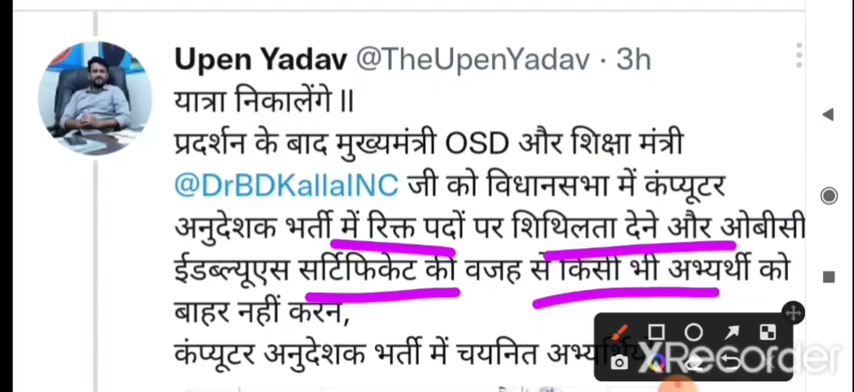 Upen Yadav @TheUpenYadav · 3h
यात्रा निकालेंगे ll
प्रदर्शन के बाद मुख्यमंत्री OSD और शिक्षा मंत्री
@DrBDKallaINC जी को विधानसभा में कंप्यूटर
अनुदेशक भर्ती में रिक्त पदों पर शिथिलता देने और ओबीसी
ईडब्ल्यूएस सर्टिफिकेट की वजह से किसी भी अभ्यर्थी को
बाहर नहीं करने,
कंप्यूटर अनुदेशक भर्ती में चयनित
XRecorder